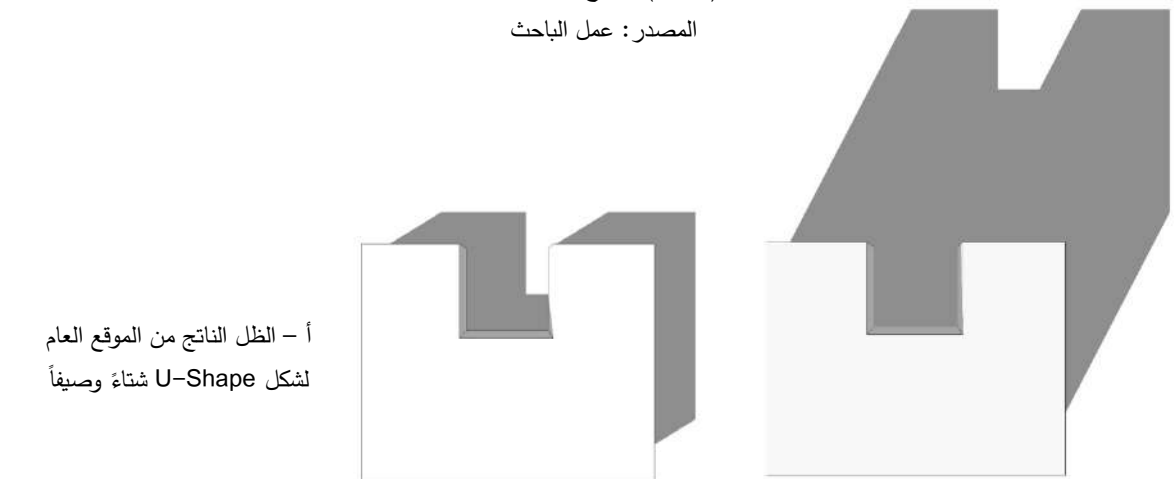 المصدر: عمل الباحث
أ – الظل الناتج من الموقع العام
لشكل U-Shape شتاءً وصيفاً